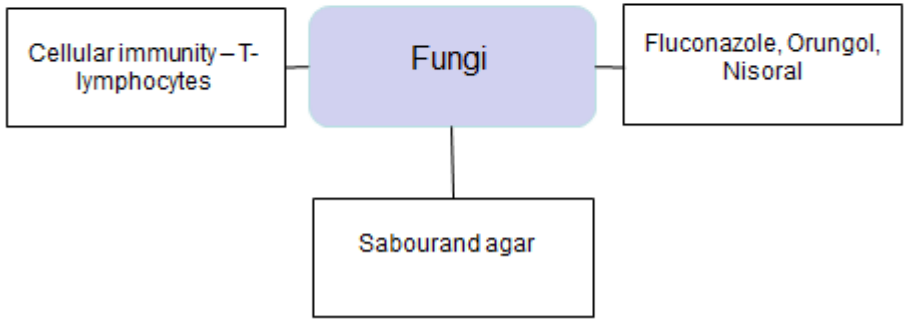 Cellular immunity – T-
lymphocytes
Fungi
Fluconazole, Orungol,
Nisoral
Sabourand agar